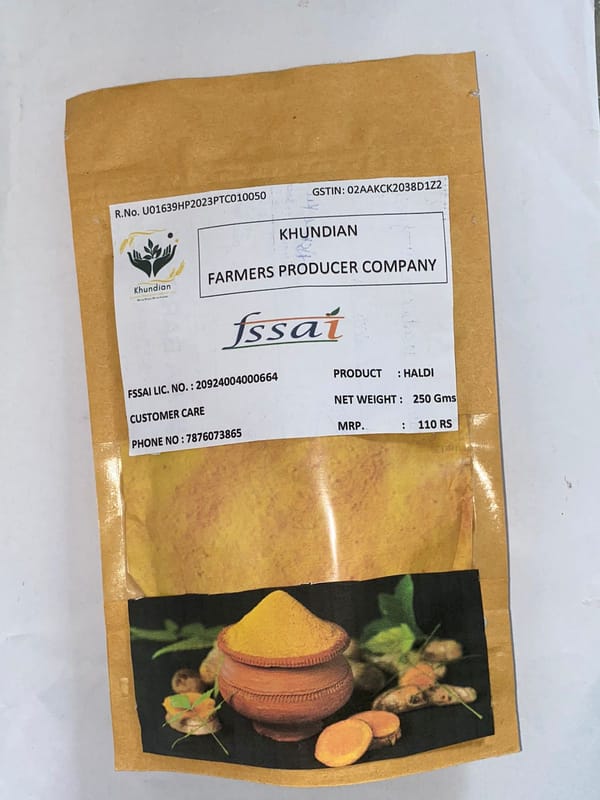 R.No. U01639HP2023PTC010050
GSTIN: 02AAKCK2038D1Z2
Khundian
KHUNDIAN
FARMERS PRODUCER COMPANY
fssai
FSSAI LIC. NO. : 20924004000664
CUSTOMER CARE
PHONE NO : 7876073865
PRODUCT : HALDI
NET WEIGHT : 250 Gms
MRP. : 110 RS